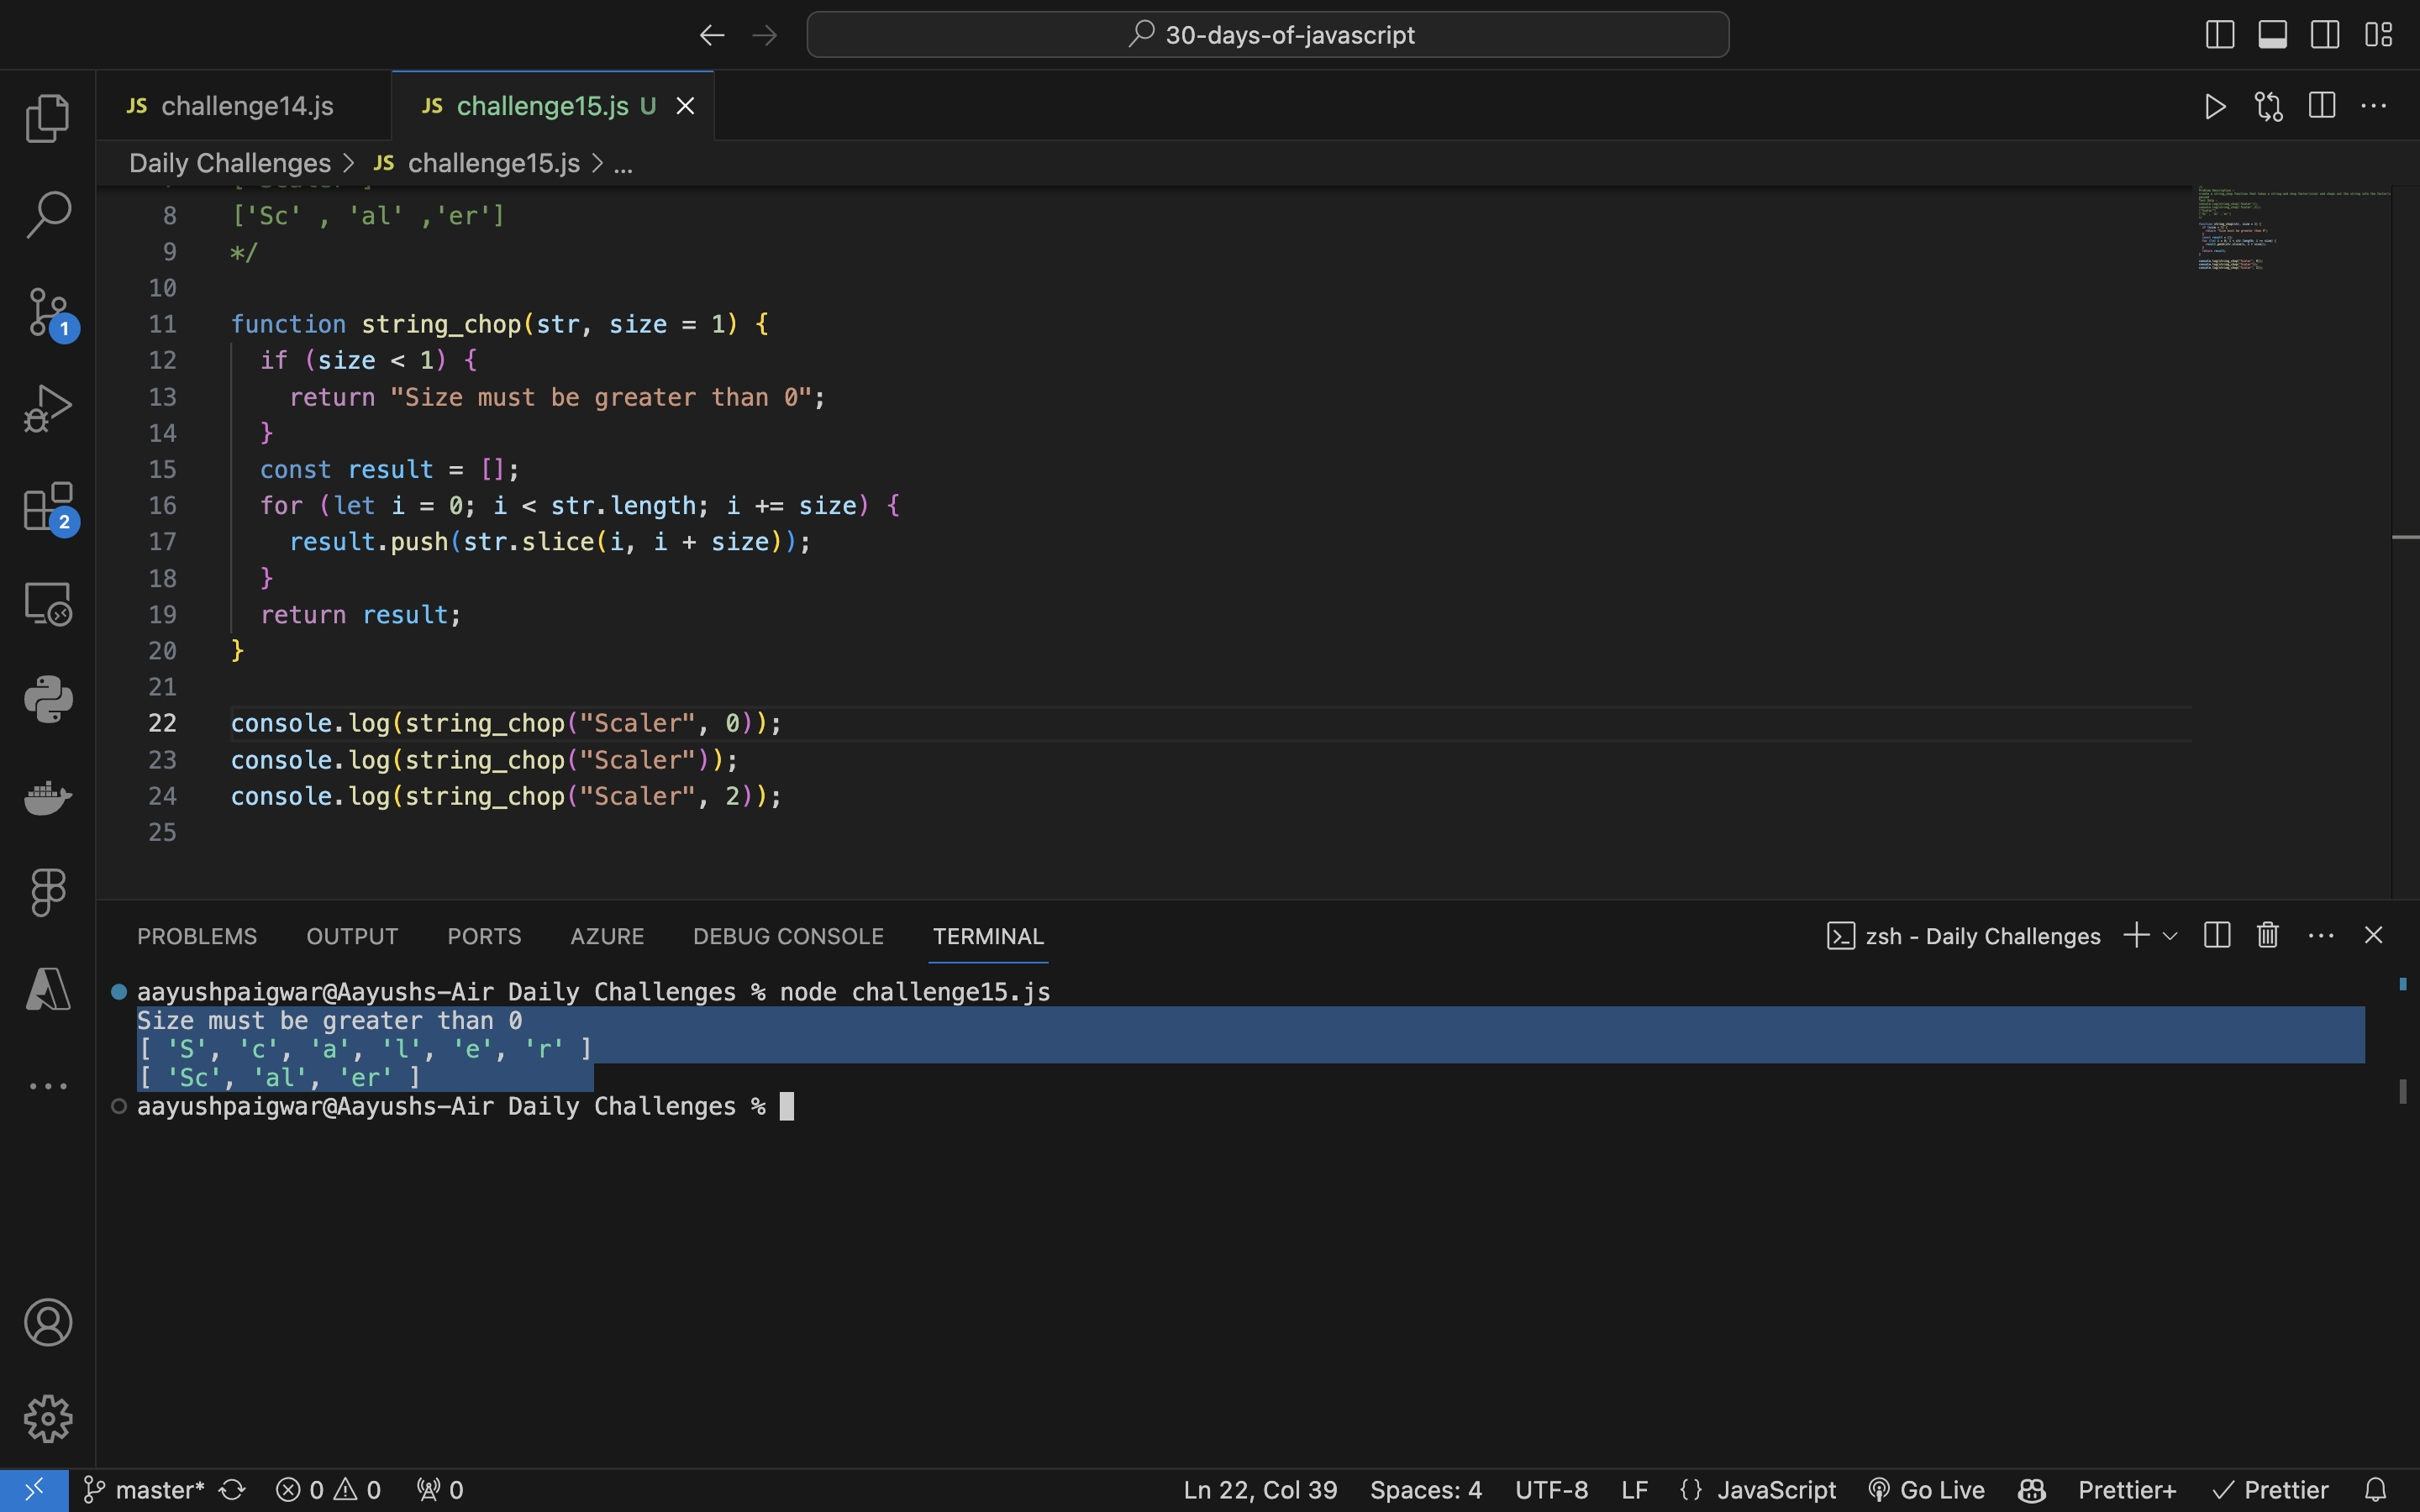 30-days-of-javascript
JS challenge14.js
JS challenge15.js U
Daily Challenges > JS challenge15.js > ...
8 ['Sc' , 'al' ,'er']
9 */
10
11 function string_chop(str, size = 1) {
12 if (size < 1) {
13 return "Size must be greater than 0";
14 }
15 const result = [];
16 for (let i = 0; i < str.length; i += size) {
17 result.push(str.slice(i, i + size));
18 }
19 return result;
20 }
21
22 console.log(string_chop("Scaler", 0));
23 console.log(string_chop("Scaler"));
24 console.log(string_chop("Scaler", 2));
25
1
2
PROBLEMS OUTPUT PORTS AZURE DEBUG CONSOLE TERMINAL
zsh - Daily Challenges
aayushpaigwar@Aayushs-Air Daily Challenges % node challenge15.js
Size must be greater than 0
[ 'S', 'c', 'a', 'l', 'e', 'r' ]
[ 'Sc', 'al', 'er' ]
aayushpaigwar@Aayushs-Air Daily Challenges %
master* 0 0 0
Ln 22, Col 39 Spaces: 4 UTF-8 LF {} JavaScript Go Live Prettier+ Prettier